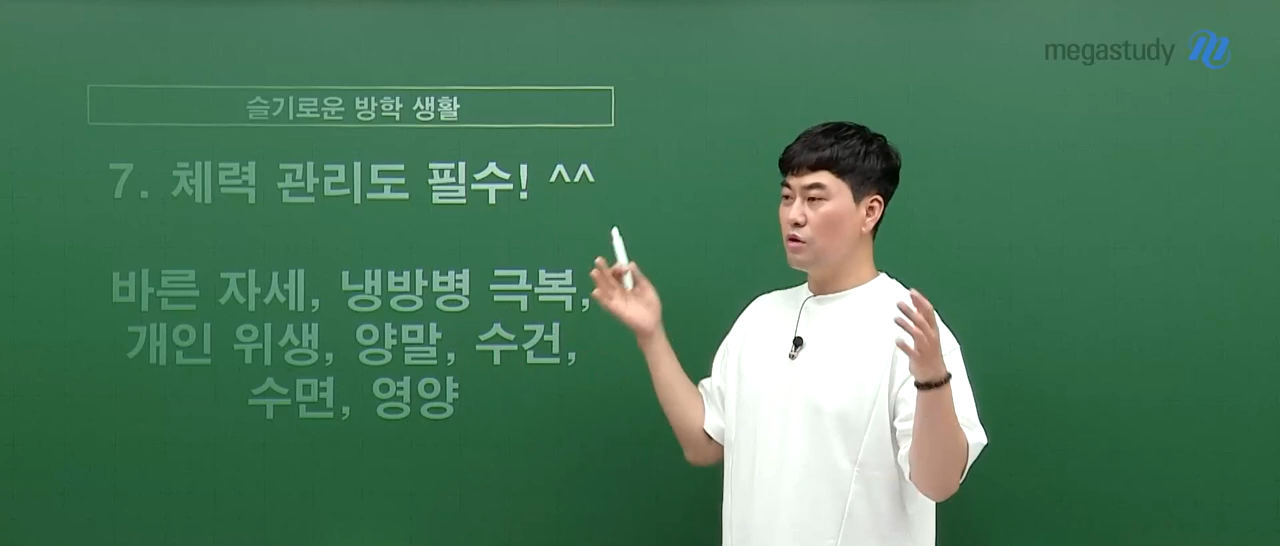 megastudy
슬기로운 방학 생활
7. 체력 관리도 필수! ^^
바른 자세, 냉방병 극복,
개인 위생, 양말, 수건,
수면, 영양